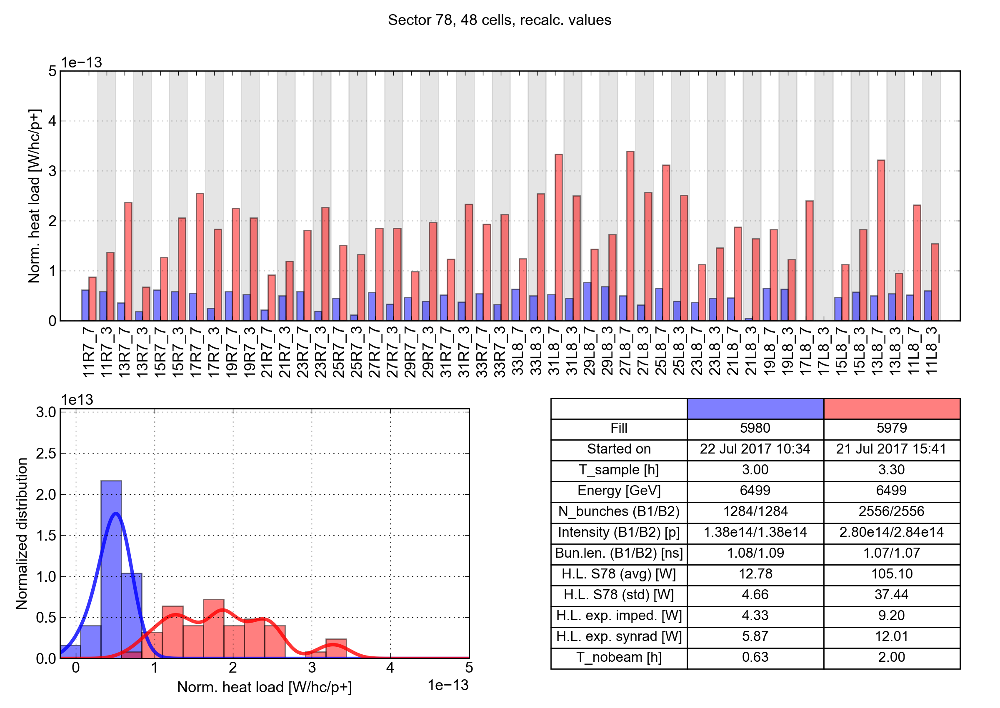 Sector 78, 48 cells, recalc. values
1e−13
5
4
3
2
1
0
Norm. heat load [W/hc/p+]
11R7_7
11R7_3
13R7_7
13R7_3
15R7_7
15R7_3
17R7_7
17R7_3
19R7_7
19R7_3
21R7_7
21R7_3
23R7_7
23R7_3
25R7_7
25R7_3
27R7_7
27R7_3
29R7_7
29R7_3
31R7_7
31R7_3
33R7_7
33R7_3
33L8_7
33L8_3
31L8_7
31L8_3
29L8_7
29L8_3
27L8_7
27L8_3
25L8_7
25L8_3
23L8_7
23L8_3
21L8_7
21L8_3
19L8_7
19L8_3
17L8_7
17L8_3
15L8_7
15L8_3
13L8_7
13L8_3
11L8_7
11L8_3
1e13
3.0
2.5
2.0
1.5
1.0
0.5
0.0
Normalized distribution
0 1 2 3 4 5
1e−13
Norm. heat load [W/hc/p+]
Fill 5980 5979
Started on 22 Jul 2017 10:34 21 Jul 2017 15:41
T_sample [h] 3.00 3.30
Energy [GeV] 6499 6499
N_bunches (B1/B2) 1284/1284 2556/2556
Intensity (B1/B2) [p] 1.38e14/1.38e14 2.80e14/2.84e14
Bun.len. (B1/B2) [ns] 1.08/1.09 1.07/1.07
H.L. S78 (avg) [W] 12.78 105.10
H.L. S78 (std) [W] 4.66 37.44
H.L. exp. imped. [W] 4.33 9.20
H.L. exp. synrad [W] 5.87 12.01
T_nobeam [h] 0.63 2.00